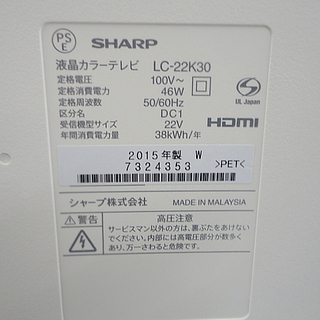 PS
E
SHARP
液晶カラーテレビ LC-22K30
定格電圧 100V～
定格消費電力 46W
定格周波数 50/60Hz
区分名 DC1
受信機型サイズ 22V
年間消費電力量 38kWh/年
UL Japan
HDMI
2015年製 W
7324353
>PET<
シャープ株式会社 MADE IN MALAYSIA
警告
高圧注意
サービスマン以外の方は、裏ぶたをあけない
でください。内部には高電圧部分が数多く
あり、万一さわると危険です。